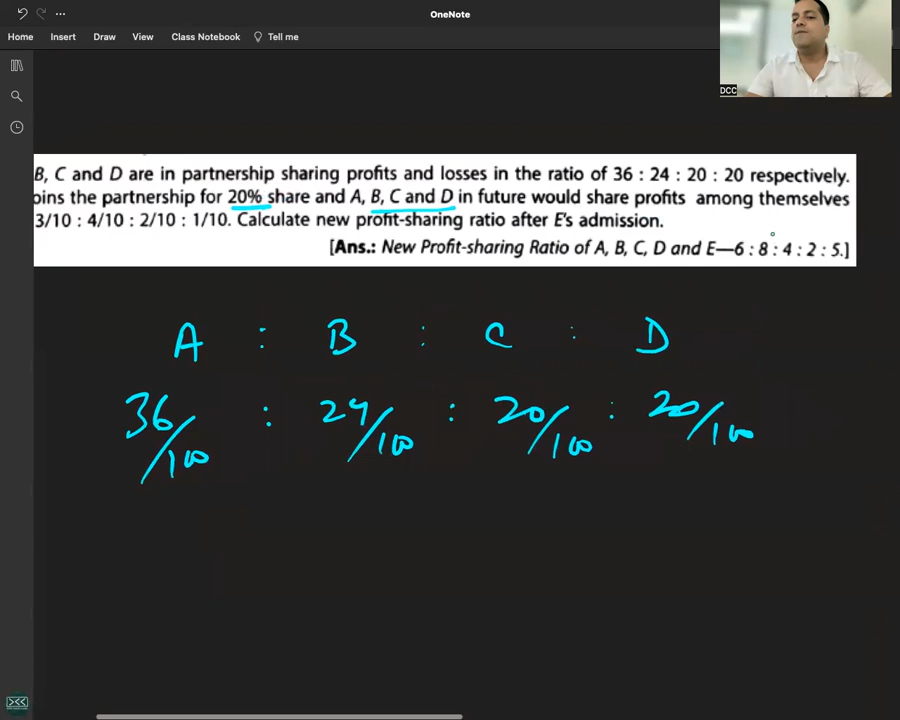 OneNote
Home Insert Draw View Class Notebook Tell me
DCC
B, C and D are in partnership sharing profits and losses in the ratio of 36 : 24 : 20 : 20 respectively.
oins the partnership for 20% share and A, B, C and D in future would share profits among themselves
3/10 : 4/10 : 2/10 : 1/10. Calculate new profit-sharing ratio after E's admission.
[Ans.: New Profit-sharing Ratio of A, B, C, D and E—6 : 8 : 4 : 2 : 5.]
A : B : C : D
36/100 : 24/100 : 20/100 : 20/100